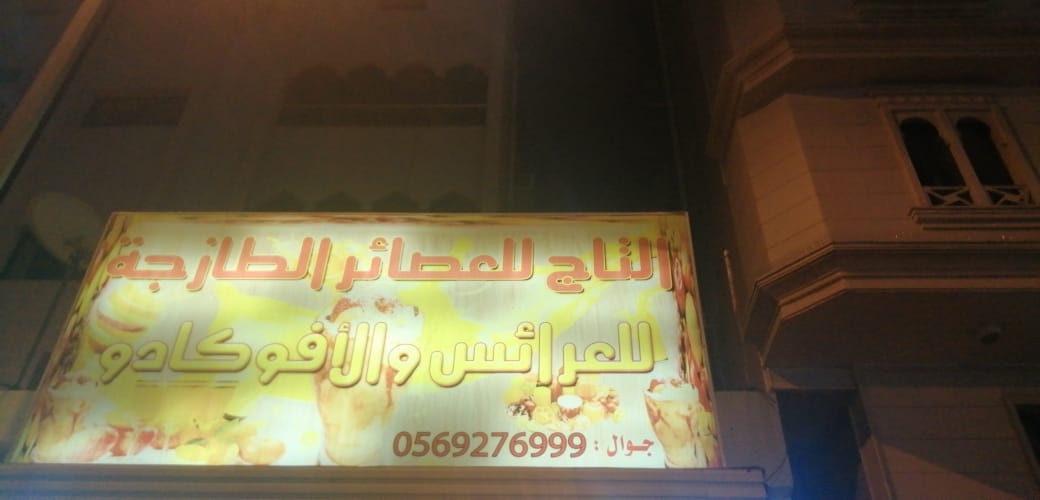 التاج للعصائر الطازجة
للعرائس والأفوكادو
جوال : 0569276999